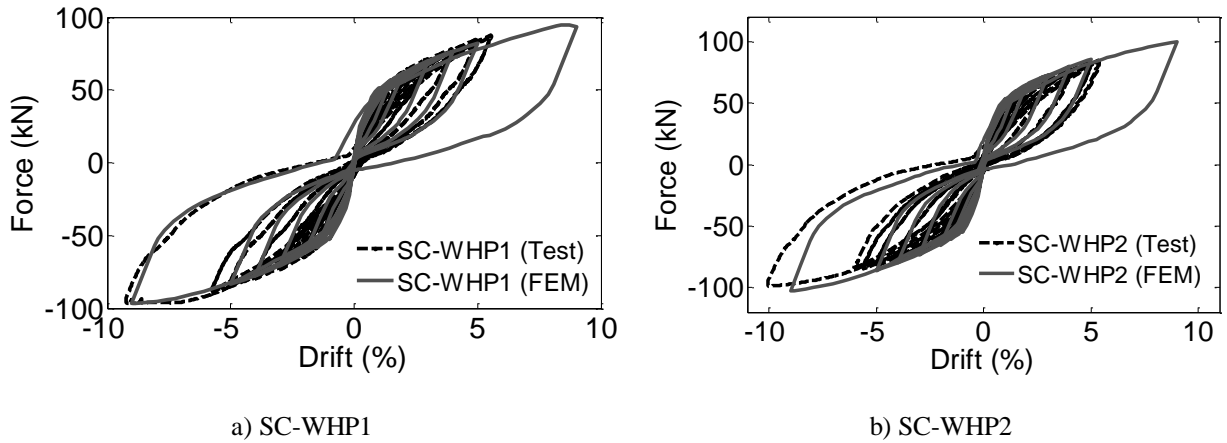 100
50
0
-50
-100
Force (kN)
-10 -5 0 5 10
Drift (%)
SC-WHP1 (Test)
SC-WHP1 (FEM)
a) SC-WHP1
100
50
0
-50
-100
Force (kN)
-10 -5 0 5 10
Drift (%)
SC-WHP2 (Test)
SC-WHP2 (FEM)
b) SC-WHP2